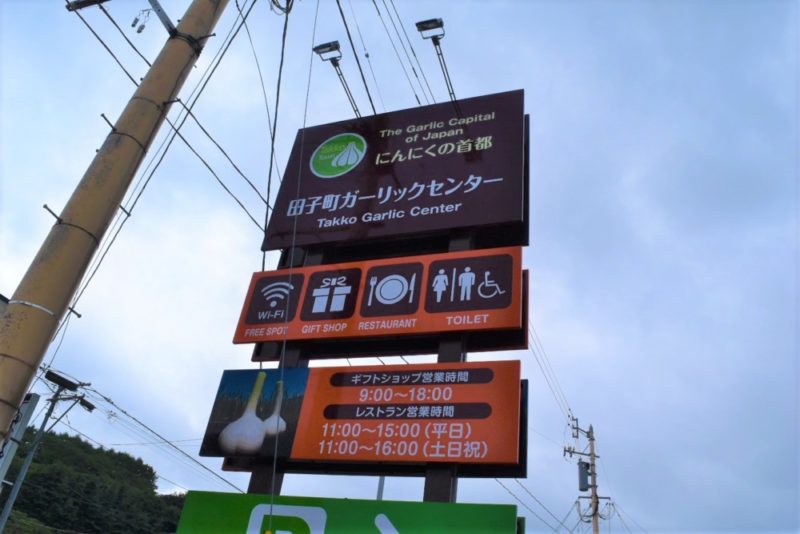 The Garlic Capital
of Japan
Takko
Town
にんにくの首都
田子町ガーリックセンター
Takko Garlic Center
Wi-Fi
FREE SPOT
GIFT SHOP
RESTAURANT
TOILET
ギフトショップ営業時間
9:00〜18:00
レストラン営業時間
11:00〜15:00(平日)
11:00〜16:00(土日祝)
P